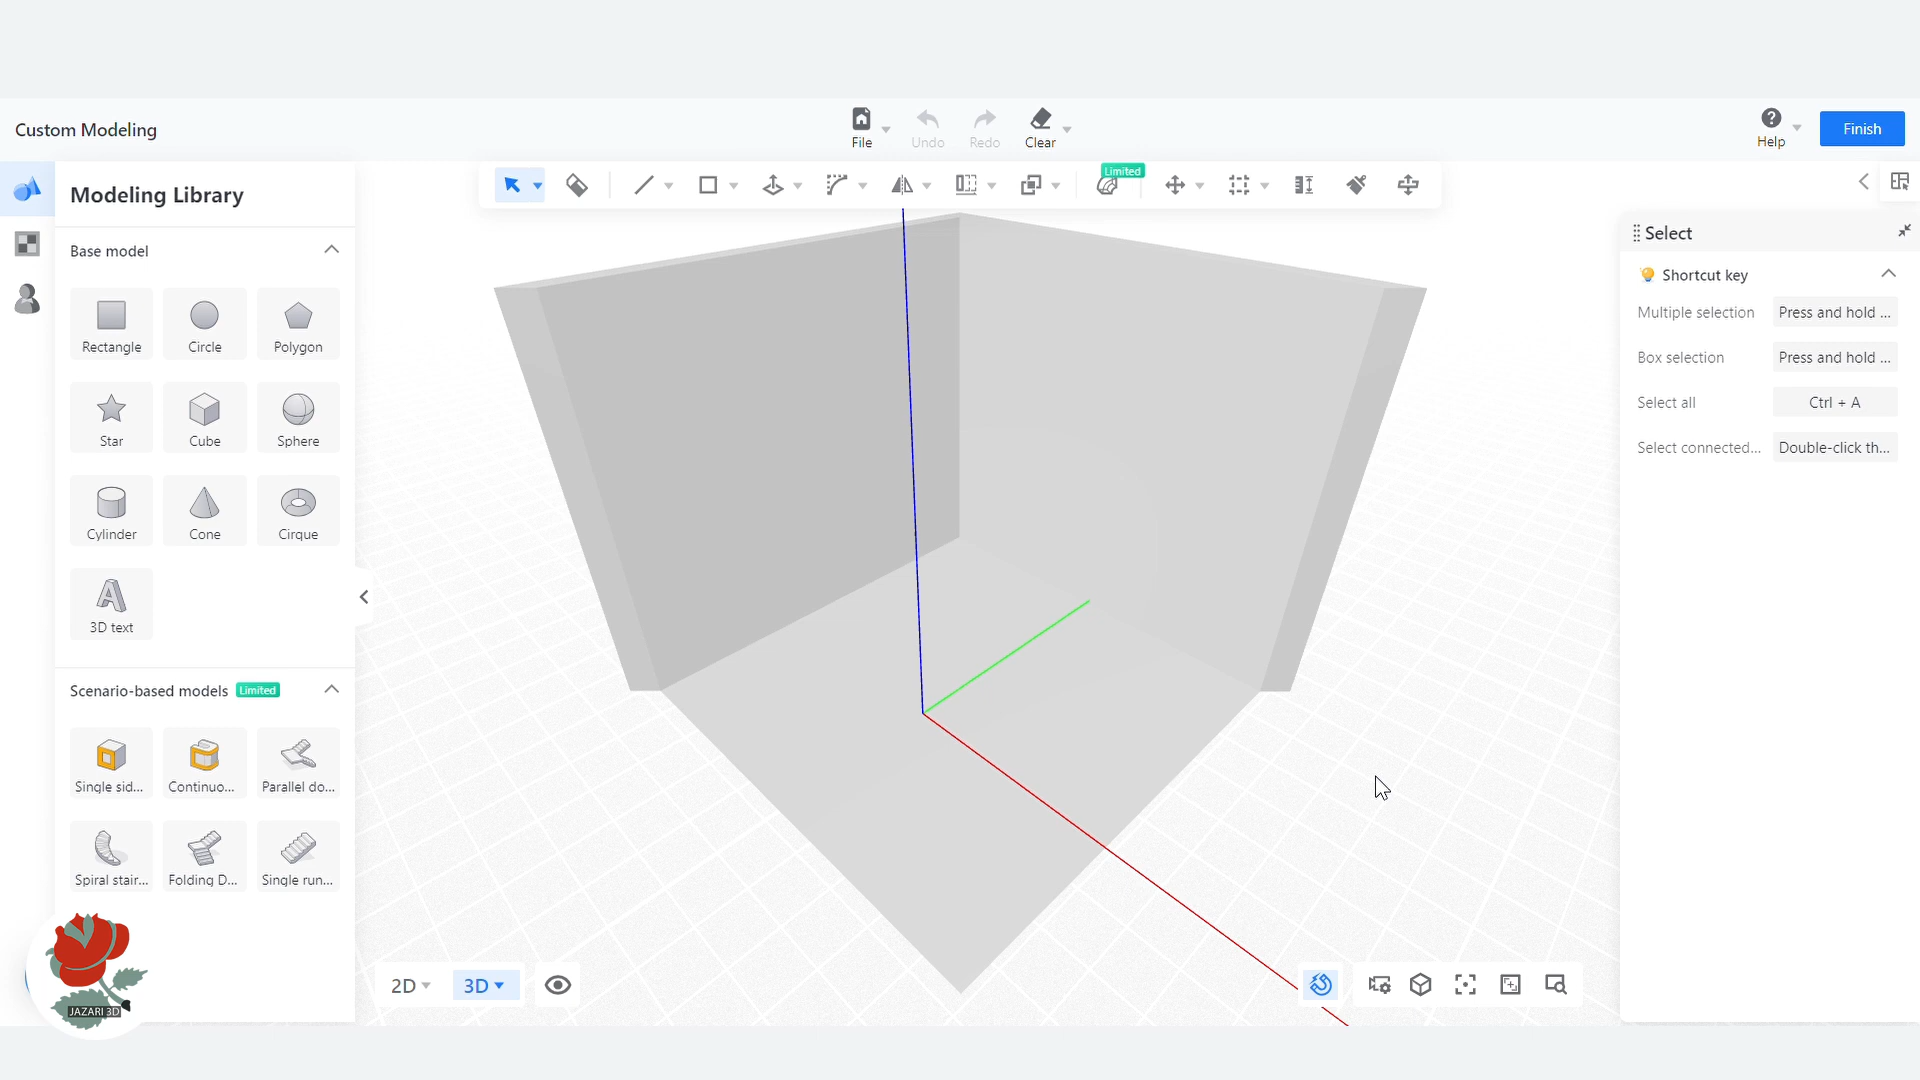 Custom Modeling
File
Undo
Redo
Clear
Help
Finish
Limited
Modeling Library
Base model
Rectangle
Circle
Polygon
Star
Cube
Sphere
Cylinder
Cone
Cirque
3D text
Scenario-based models Limited
Single sid...
Continuo...
Parallel do...
Spiral stair...
Folding D...
Single run...
JAZARI 3D
2D
3D
Select
Shortcut key
Multiple selection Press and hold ...
Box selection Press and hold ...
Select all Ctrl + A
Select connected... Double-click th...